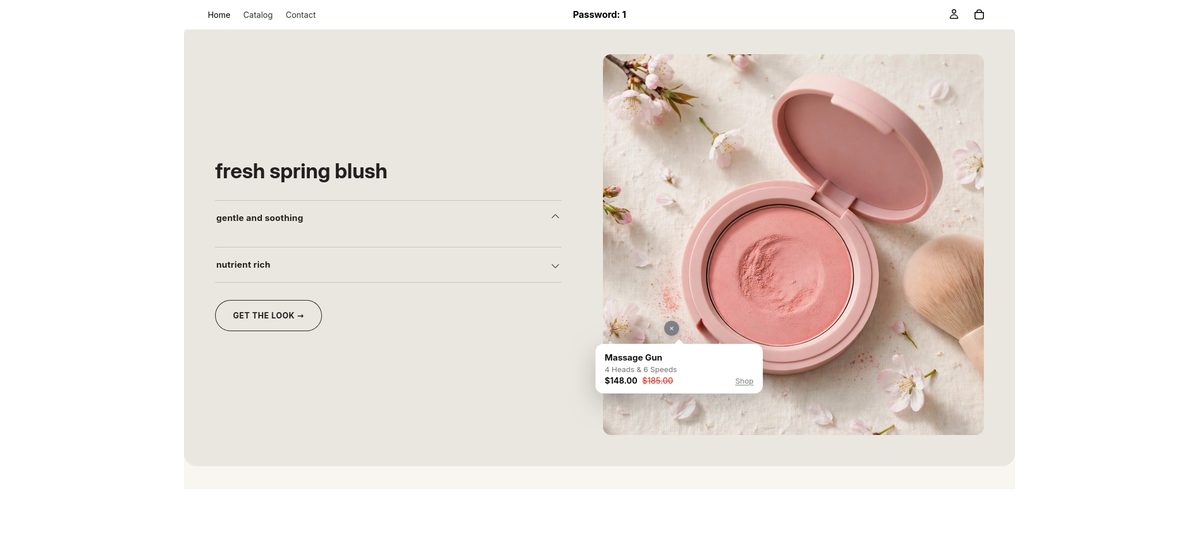 Home
Catalog
Contact
Password: 1
fresh spring blush
gentle and soothing
nutrient rich
GET THE LOOK →
Massage Gun
4 Heads & 6 Speeds
$148.00 $185.00
Shop